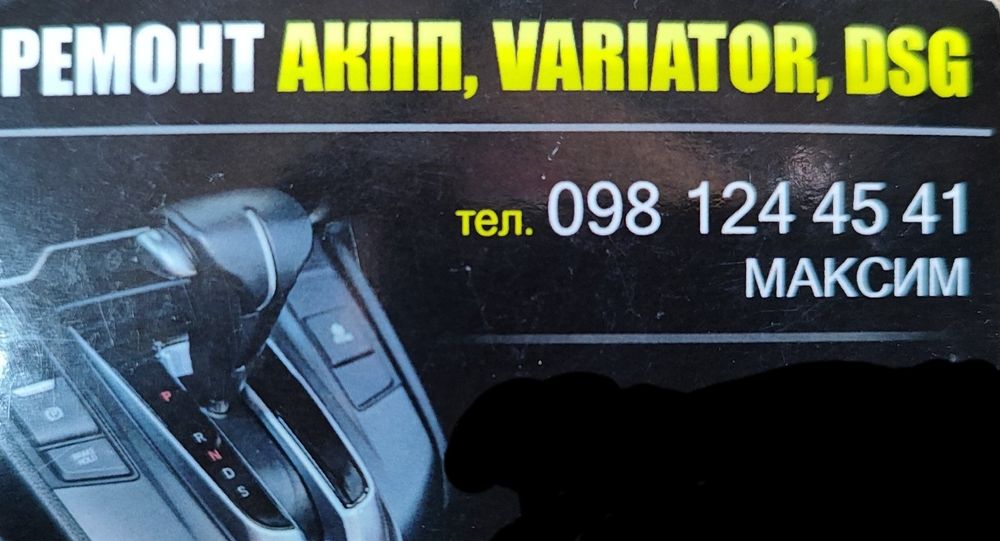 РЕМОНТ АКПП, VARIATOR, DSG
тел. 098 124 45 41
МАКСИМ
P
R
N
D
S